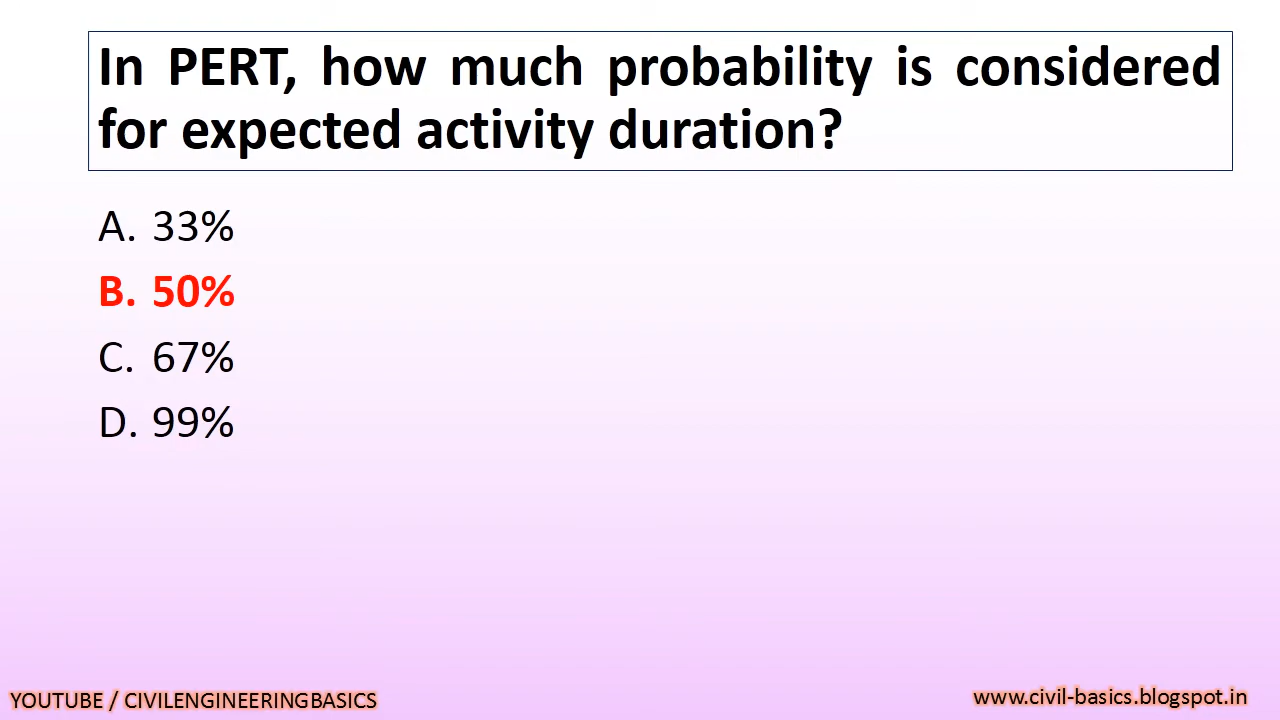 In PERT, how much probability is considered
for expected activity duration?
A. 33%
B. 50%
C. 67%
D. 99%
YOUTUBE / CIVILENGINEERINGBASICS
www.civil-basics.blogspot.in